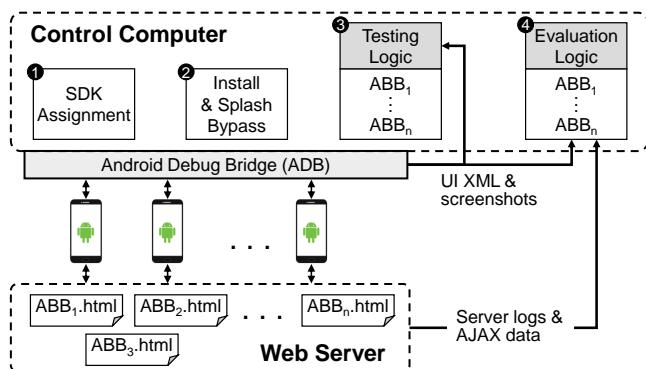 Control Computer
1
SDK
Assignment
2
Install
& Splash
Bypass
3
Testing
Logic
ABB1
⋮
ABBn
4
Evaluation
Logic
ABB1
⋮
ABBn
Android Debug Bridge (ADB)
UI XML &
screenshots
. . .
ABB1.html
ABB2.html
. . .
ABBn.html
ABB3.html
Web Server
Server logs &
AJAX data